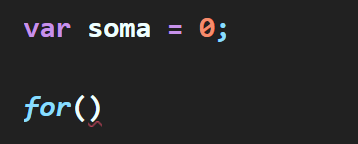 var soma = 0;
for()